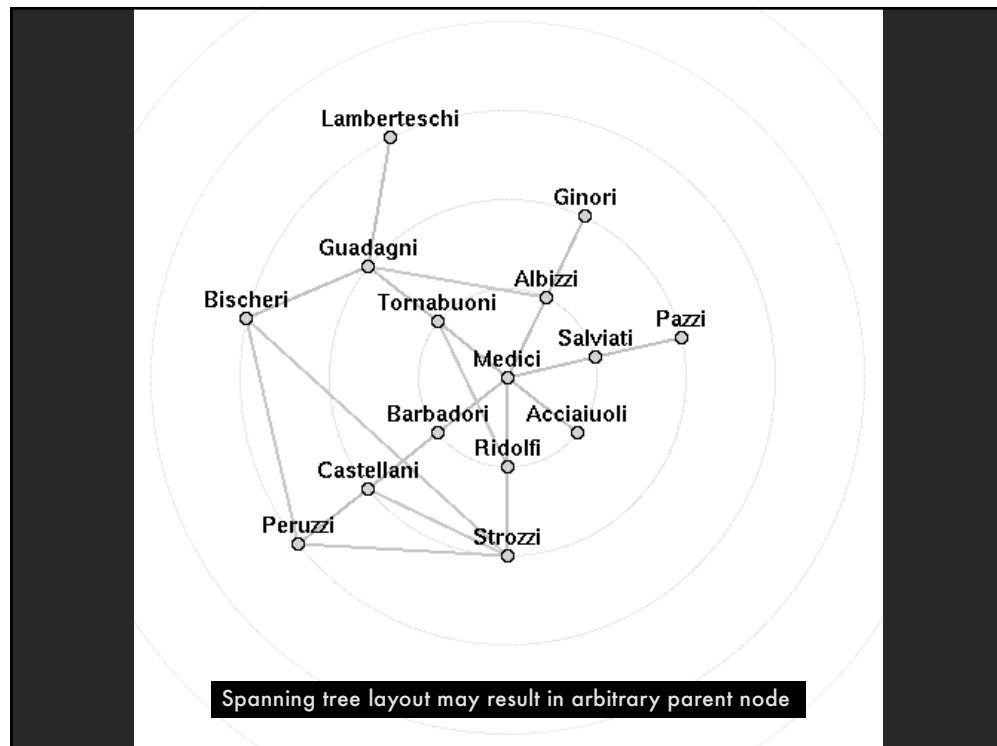 Lamberteschi
Ginori
Guadagni
Albizzi
Bischeri
Tornabuoni
Pazzi
Salviati
Medici
Barbadori
Acciaiuoli
Ridolfi
Castellani
Peruzzi
Strozzi
Spanning tree layout may result in arbitrary parent node